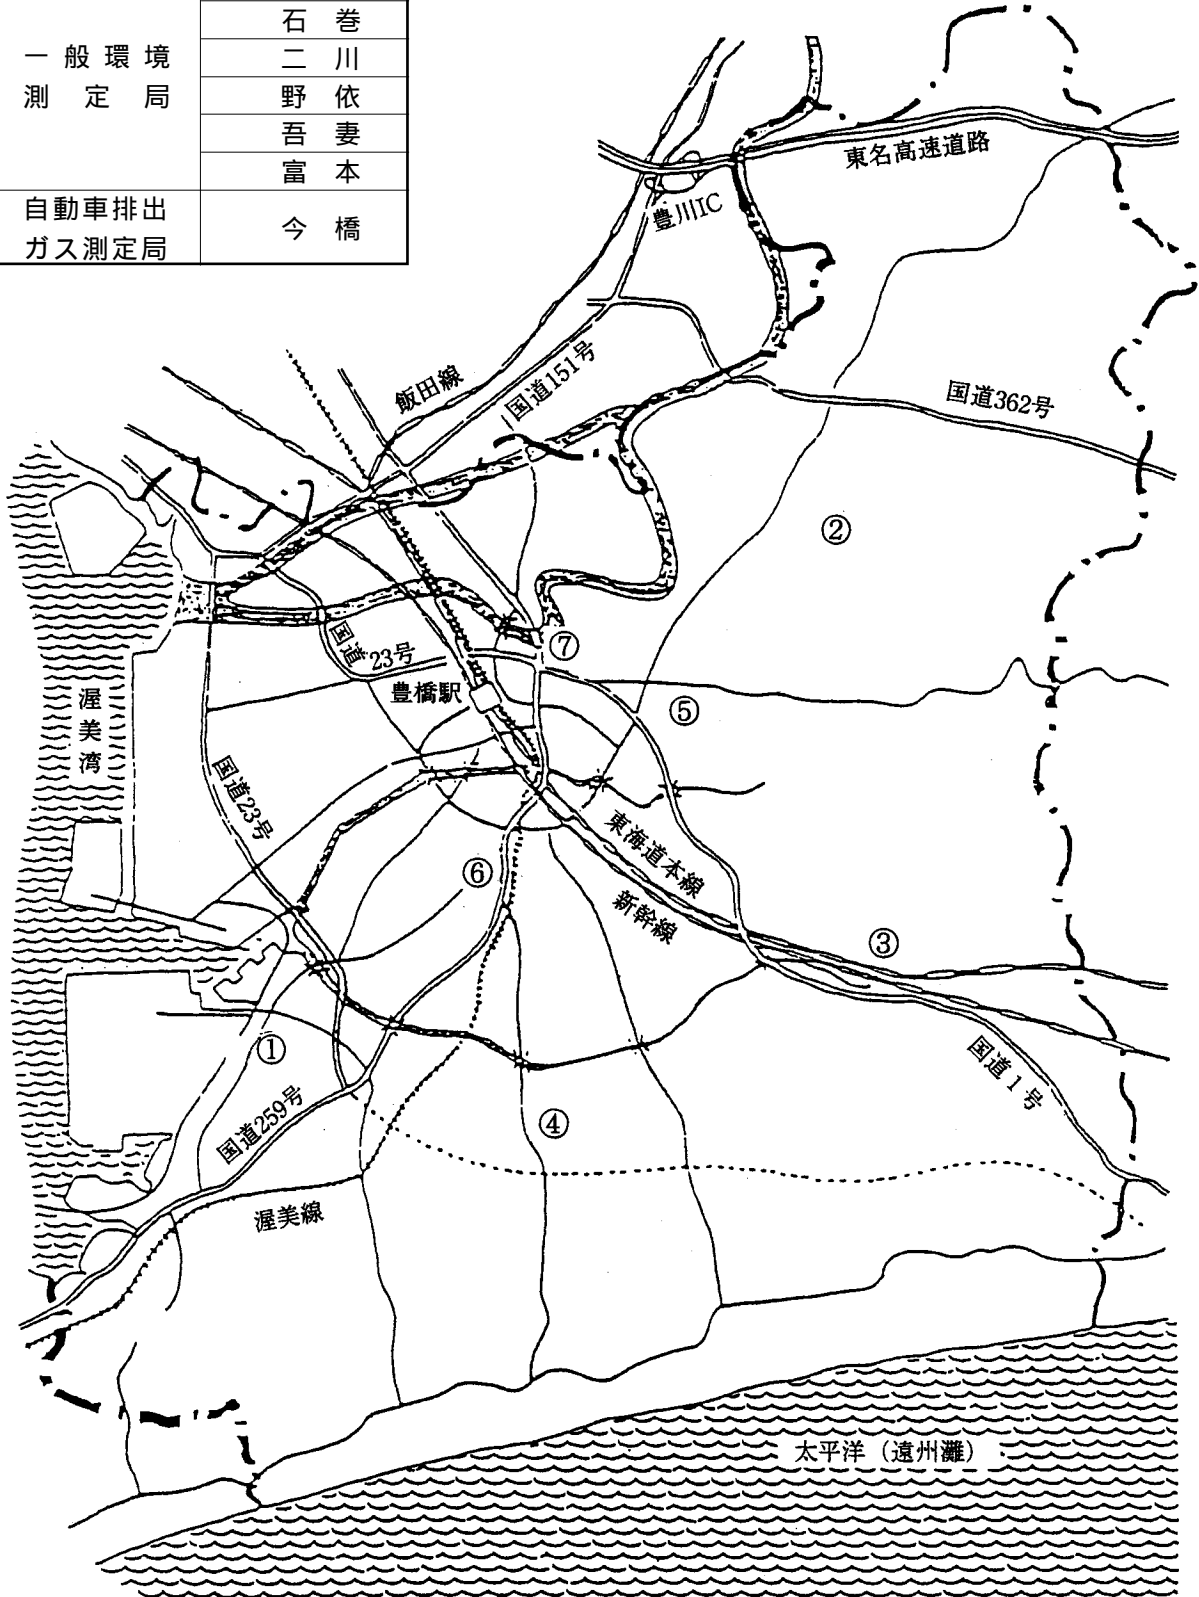 石 巻
一般環境
二 川
測定局
野 依
吾 妻
富 本
自動車排出
ガス測定局
今 橋
東名高速道路
豊川IC
飯田線
国道151号
国道362号
②
⑦
国道 23号
豊橋駅
渥美湾
⑤
国道23号
東海道本線
⑥
新幹線
③
①
国道1号
国道259号
④
渥美線
太平洋（遠州灘）